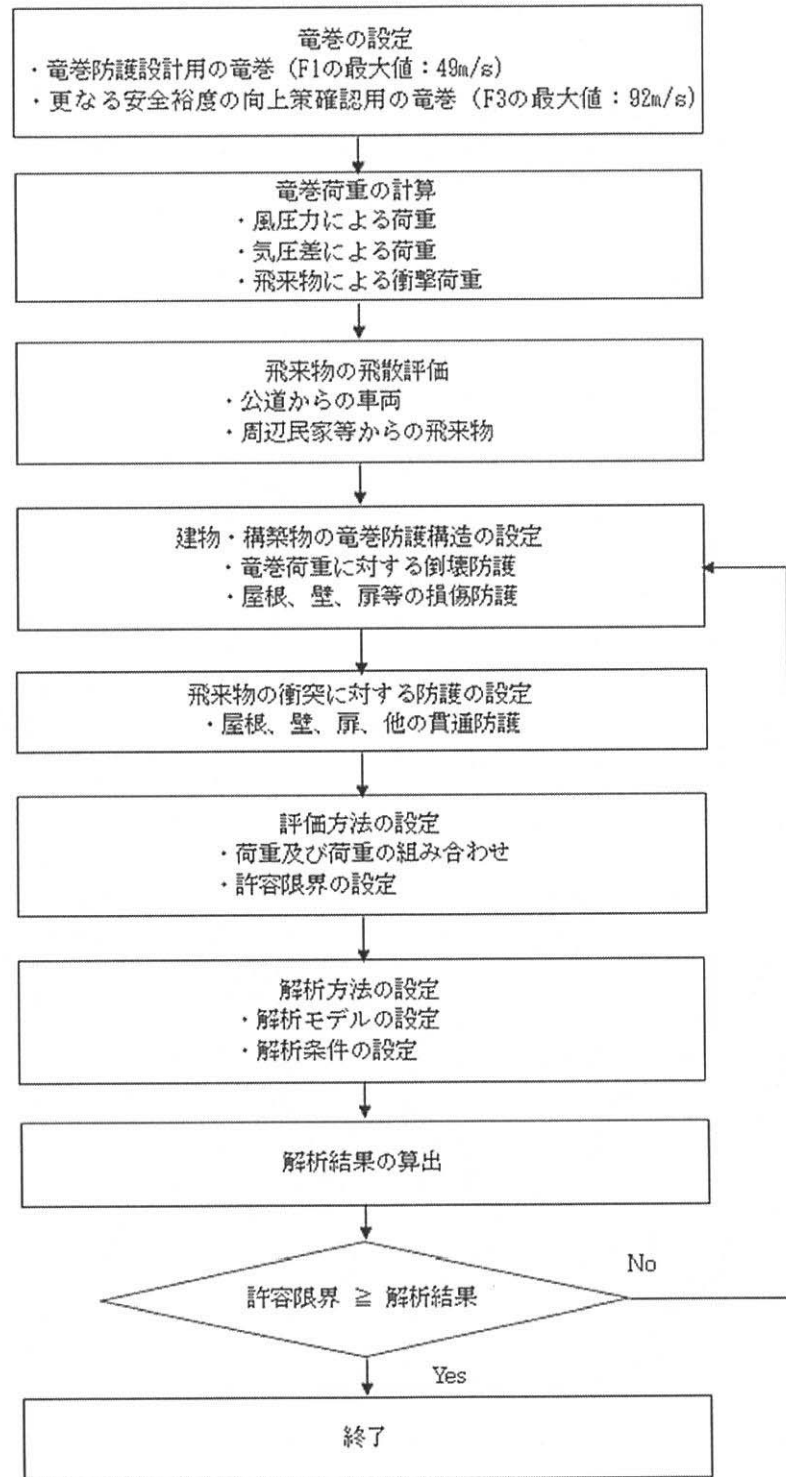 竜巻の設定
・竜巻防護設計用の竜巻 (F1の最大値：49m/s)
・更なる安全裕度の向上策確認用の竜巻 (F3の最大値：92m/s)
竜巻荷重の計算
・風圧力による荷重
・気圧差による荷重
・飛来物による衝撃荷重
飛来物の飛散評価
・公道からの車両
・周辺民家等からの飛来物
建物・構築物の竜巻防護構造の設定
・竜巻荷重に対する倒壊防護
・屋根、壁、扉等の損傷防護
飛来物の衝突に対する防護の設定
・屋根、壁、扉、他の貫通防護
評価方法の設定
・荷重及び荷重の組み合わせ
・許容限界の設定
解析方法の設定
・解析モデルの設定
・解析条件の設定
解析結果の算出
許容限界 ≧ 解析結果
No
Yes
終了